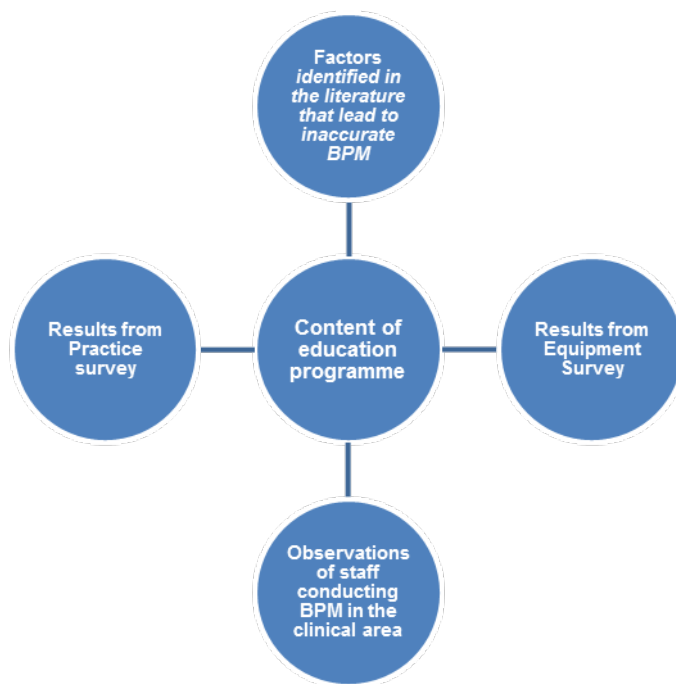 Factors
identified in
the literature
that lead to
inaccurate
BPM
Results from
Practice
survey
Content of
education
programme
Results from
Equipment
Survey
Observations
of staff
conducting
BPM in the
clinical area